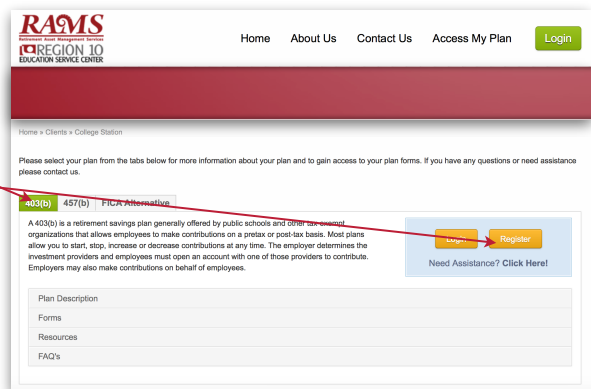 RAMS
Retirement Asset Management Services
REGION 10
EDUCATION SERVICE CENTER
Home About Us Contact Us Access My Plan Login
Home » Clients » College Station
Please select your plan from the tabs below for more information about your plan and to gain access to your plan forms. If you have any questions or need assistance
please contact us.
403(b) 457(b) FICA Alternative
A 403(b) is a retirement savings plan generally offered by public schools and other tax-exempt
organizations that allows employees to make contributions on a pretax or post-tax basis. Most plans
allow you to start, stop, increase or decrease contributions at any time. The employer determines the
investment providers and employees must open an account with one of those providers to contribute.
Employers may also make contributions on behalf of employees.
Login Register
Need Assistance? Click Here!
Plan Description
Forms
Resources
FAQ's